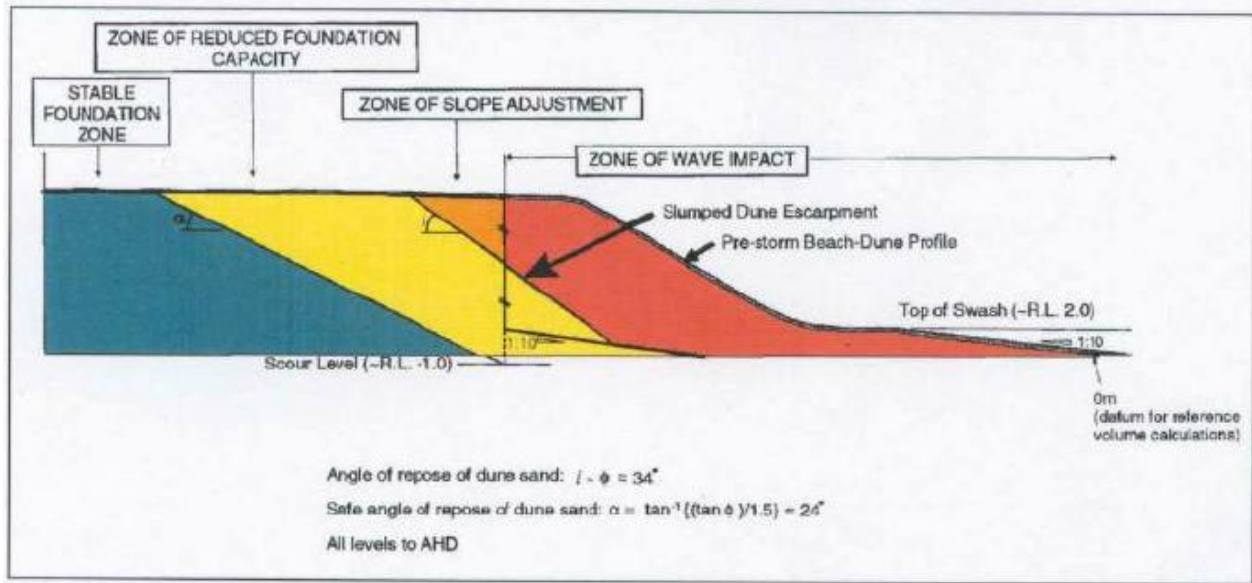 ZONE OF REDUCED FOUNDATION
CAPACITY
STABLE
FOUNDATION
ZONE
ZONE OF SLOPE ADJUSTMENT
ZONE OF WAVE IMPACT
Slumped Dune Escarpment
Pre-storm Beach-Dune Profile
α
i
Top of Swash (~R.L. 2.0)
1:10
1:10
Scour Level (~R.L. -1.0)
0m
(datum for reference
volume calculations)
Angle of repose of dune sand: i - ϕ = 34°
Safe angle of repose of dune sand: α = tan⁻¹{(tan ϕ)/1.5} ~ 24°
All levels to AHD